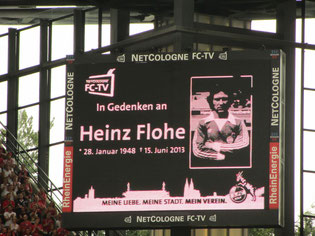 NETCOLOGNE FC-TV
NETCOLOGNE
FC-TV
In Gedenken an
Heinz Flohe
* 28. Januar 1948 † 15. Juni 2013
MEINE LIEBE. MEINE STADT. MEIN VEREIN.
NETCOLOGNE FC-TV
NETCOLOGNE
RheinEnergie
NETCOLOGNE
RheinEnergie